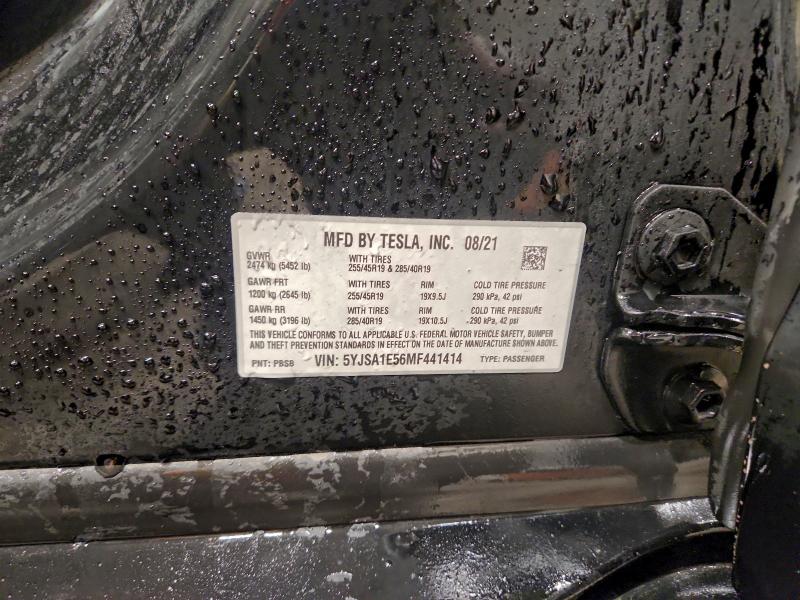 MFD BY TESLA, INC. 08/21
GVWR
2474 kg (5452 lb)
WITH TIRES
255/45R19 & 285/40R19
GAWR FRT
1200 kg (2645 lb)
WITH TIRES
255/45R19
RIM
19X9.5J
COLD TIRE PRESSURE
290 kPa, 42 psi
GAWR RR
1450 kg (3196 lb)
WITH TIRES
285/40R19
RIM
19X10.5J
COLD TIRE PRESSURE
290 kPa, 42 psi
THIS VEHICLE CONFORMS TO ALL APPLICABLE U.S. FEDERAL MOTOR VEHICLE SAFETY, BUMPER
AND THEFT PREVENTION STANDARDS IN EFFECT ON THE DATE OF MANUFACTURE SHOWN ABOVE.
PNT: PBSB VIN: 5YJSA1E56MF441414 TYPE: PASSENGER